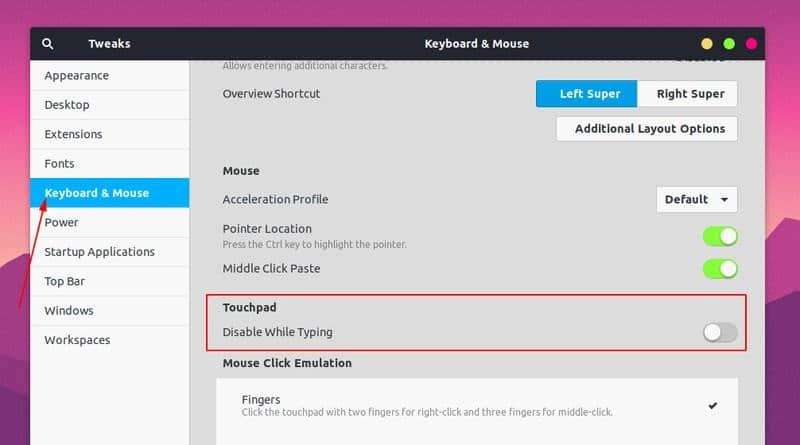 Tweaks
Keyboard & Mouse
Appearance
Desktop
Extensions
Fonts
Keyboard & Mouse
Power
Startup Applications
Top Bar
Windows
Workspaces
Allows entering additional characters.
Overview Shortcut
Left Super
Right Super
Additional Layout Options
Mouse
Acceleration Profile
Default
Pointer Location
Press the Ctrl key to highlight the pointer.
Middle Click Paste
Touchpad
Disable While Typing
Mouse Click Emulation
Fingers
Click the touchpad with two fingers for right-click and three fingers for middle-click.